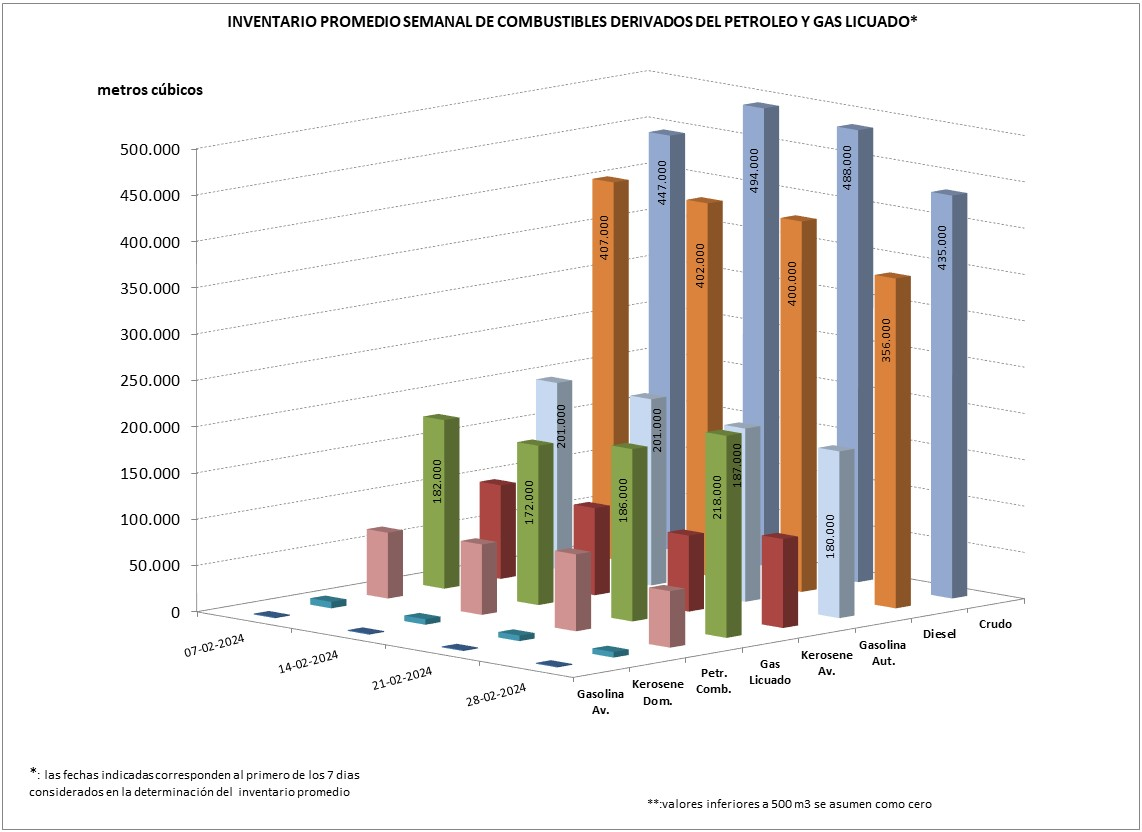 INVENTARIO PROMEDIO SEMANAL DE COMBUSTIBLES DERIVADOS DEL PETROLEO Y GAS LICUADO*
metros cúbicos
500.000
450.000
400.000
350.000
300.000
250.000
200.000
150.000
100.000
50.000
0
447.000
494.000
488.000
435.000
407.000
402.000
400.000
356.000
201.000
201.000
187.000
180.000
182.000
172.000
186.000
218.000
07-02-2024
14-02-2024
21-02-2024
28-02-2024
Gasolina
Av.
Kerosene
Dom.
Petr.
Comb.
Gas
Licuado
Kerosene
Av.
Gasolina
Aut.
Diesel
Crudo
*: las fechas indicadas corresponden al primero de los 7 dias
considerados en la determinación del inventario promedio
**:valores inferiores a 500 m3 se asumen como cero